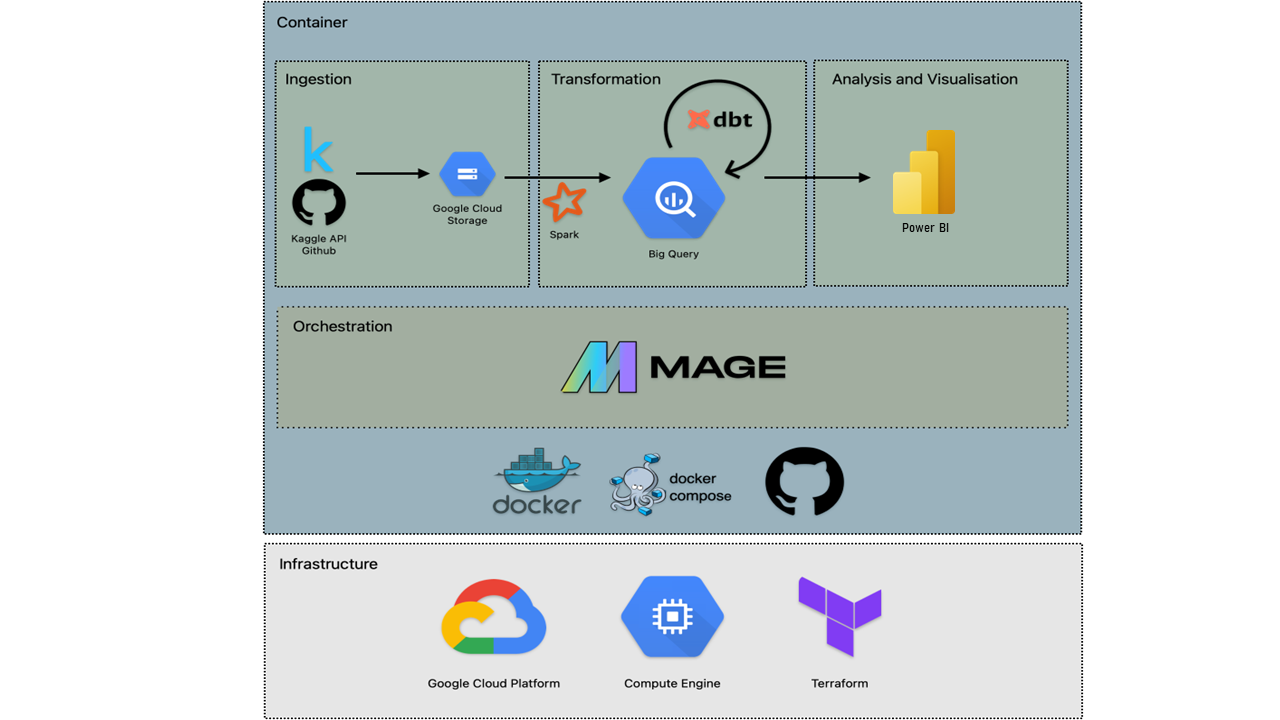 Container
Ingestion
Transformation
Analysis and Visualisation
dbt
k
Google Cloud
Storage
Spark
Kaggle API
Github
Big Query
Power BI
Orchestration
MAGE
docker
docker
compose
Infrastructure
Google Cloud Platform
Compute Engine
Terraform